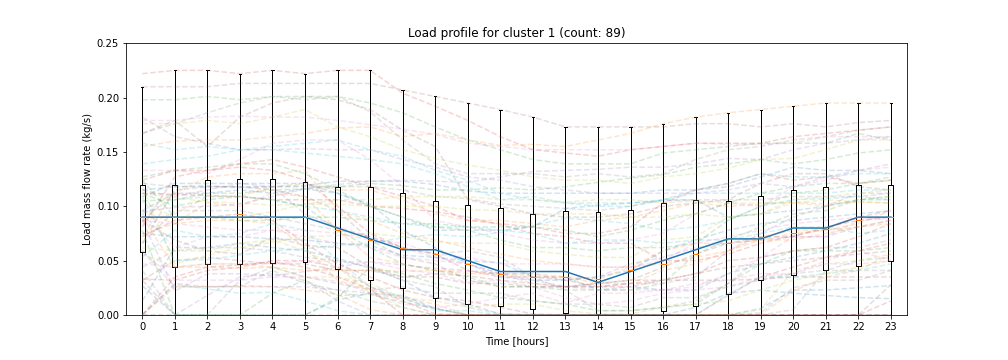 Load profile for cluster 1 (count: 89)
0.25
0.20
0.15
0.10
0.05
0.00
Load mass flow rate (kg/s)
0 1 2 3 4 5 6 7 8 9 10 11 12 13 14 15 16 17 18 19 20 21 22 23
Time [hours]